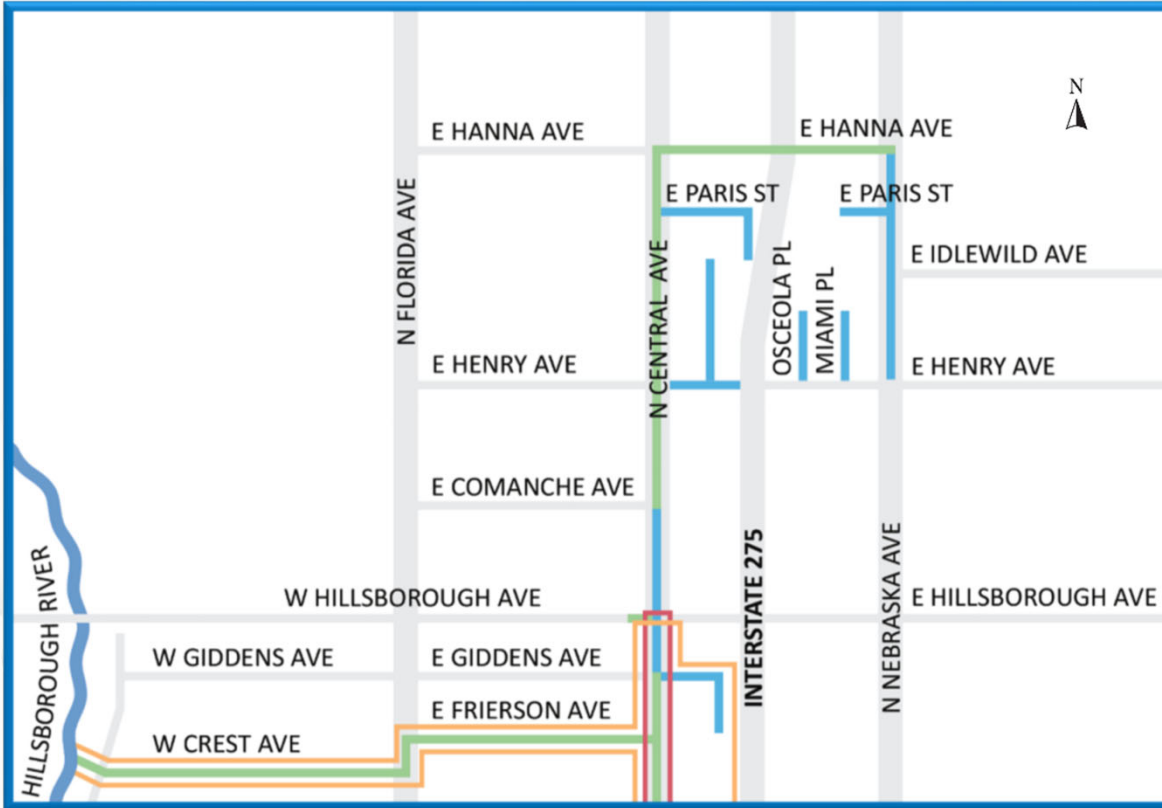 N
E HANNA AVE
E HANNA AVE
E PARIS ST
E PARIS ST
N FLORIDA AVE
N CENTRAL AVE
OSCEOLA PL
MIAMI PL
E IDLEWILD AVE
E HENRY AVE
E HENRY AVE
E COMANCHE AVE
HILLSBOROUGH RIVER
W HILLSBOROUGH AVE
INTERSTATE 275
N NEBRASKA AVE
E HILLSBOROUGH AVE
W GIDDENS AVE
E GIDDENS AVE
E FRIERSON AVE
W CREST AVE